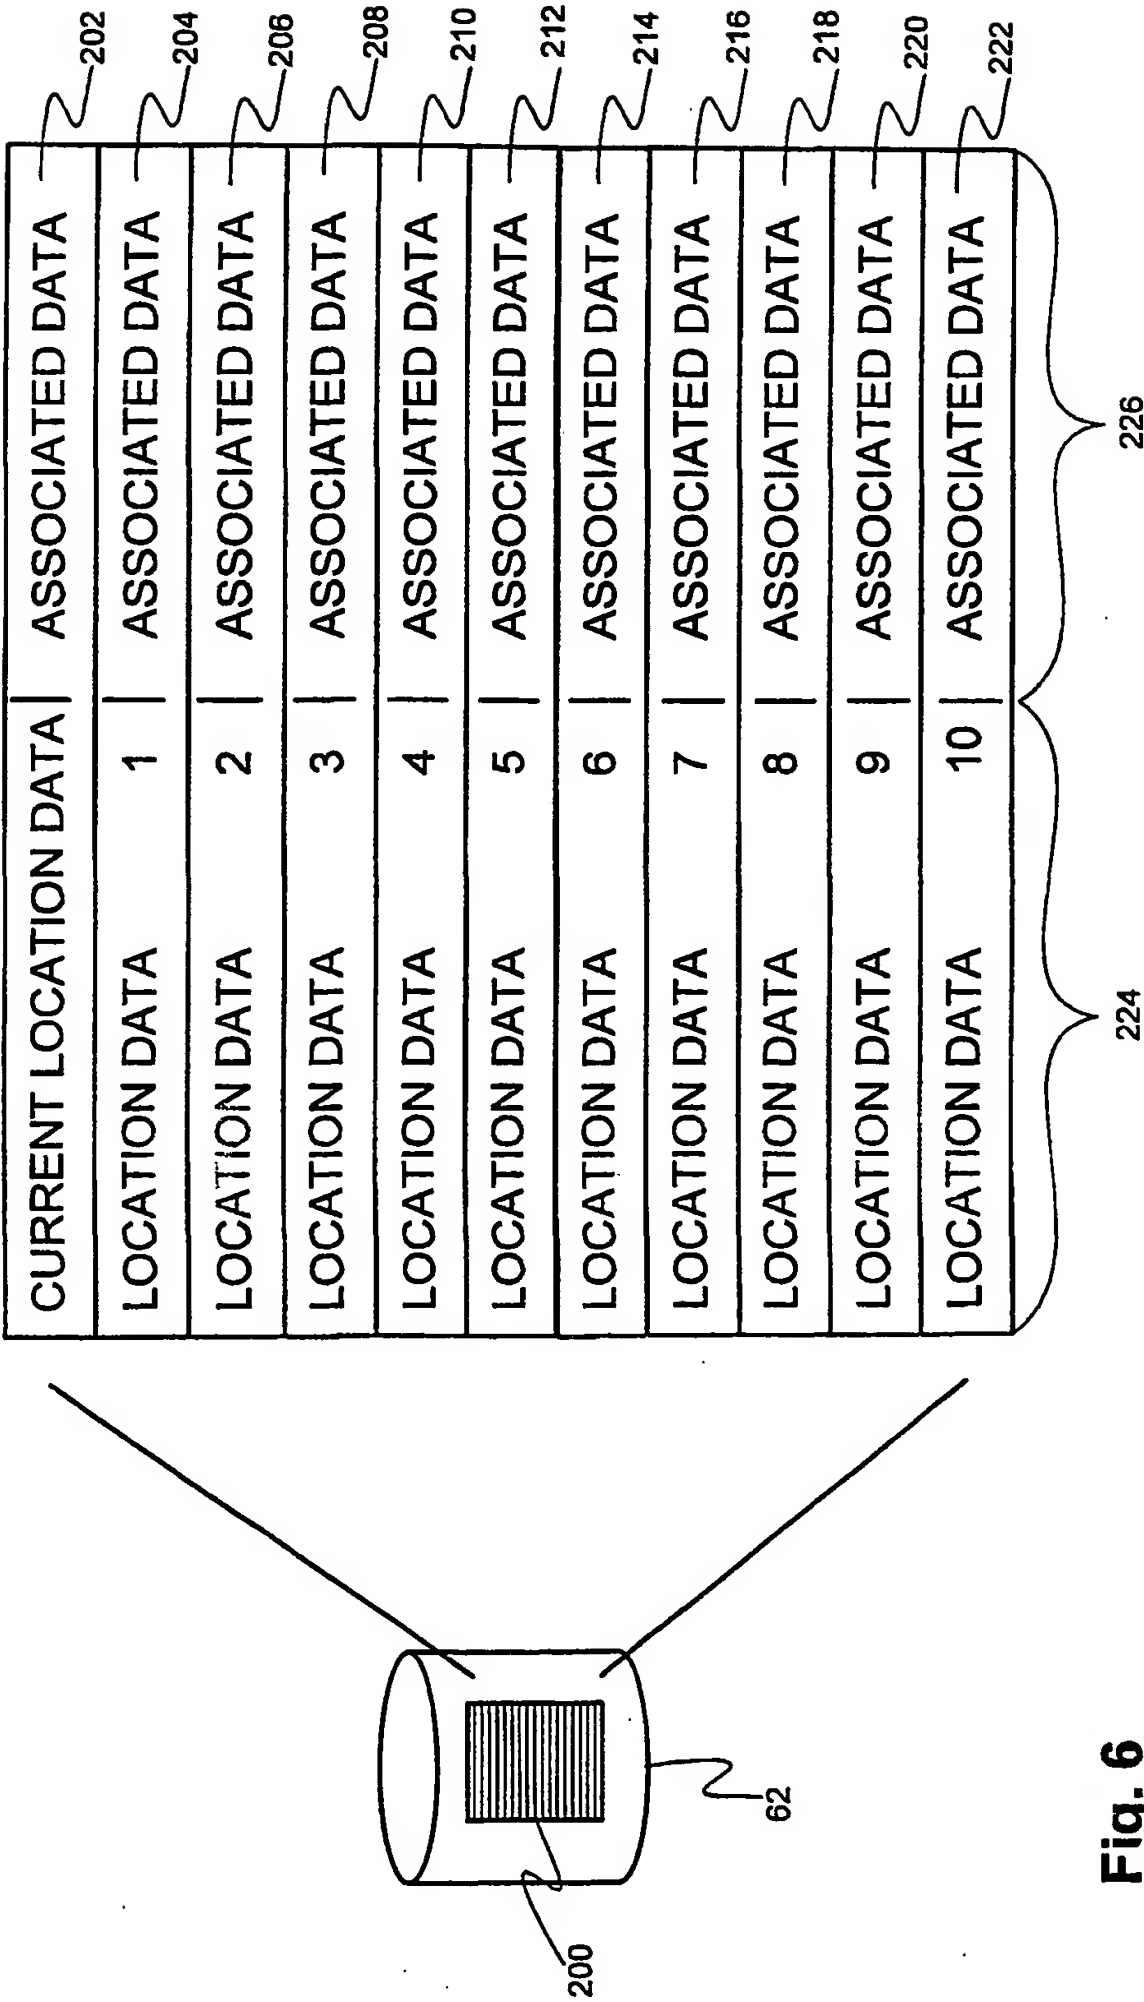 CURRENT LOCATION DATA | ASSOCIATED DATA 202
LOCATION DATA 1 | ASSOCIATED DATA 204
LOCATION DATA 2 | ASSOCIATED DATA 206
LOCATION DATA 3 | ASSOCIATED DATA 208
LOCATION DATA 4 | ASSOCIATED DATA 210
LOCATION DATA 5 | ASSOCIATED DATA 212
LOCATION DATA 6 | ASSOCIATED DATA 214
LOCATION DATA 7 | ASSOCIATED DATA 216
LOCATION DATA 8 | ASSOCIATED DATA 218
LOCATION DATA 9 | ASSOCIATED DATA 220
LOCATION DATA 10 | ASSOCIATED DATA 222
200
62
224
226
Fig. 6